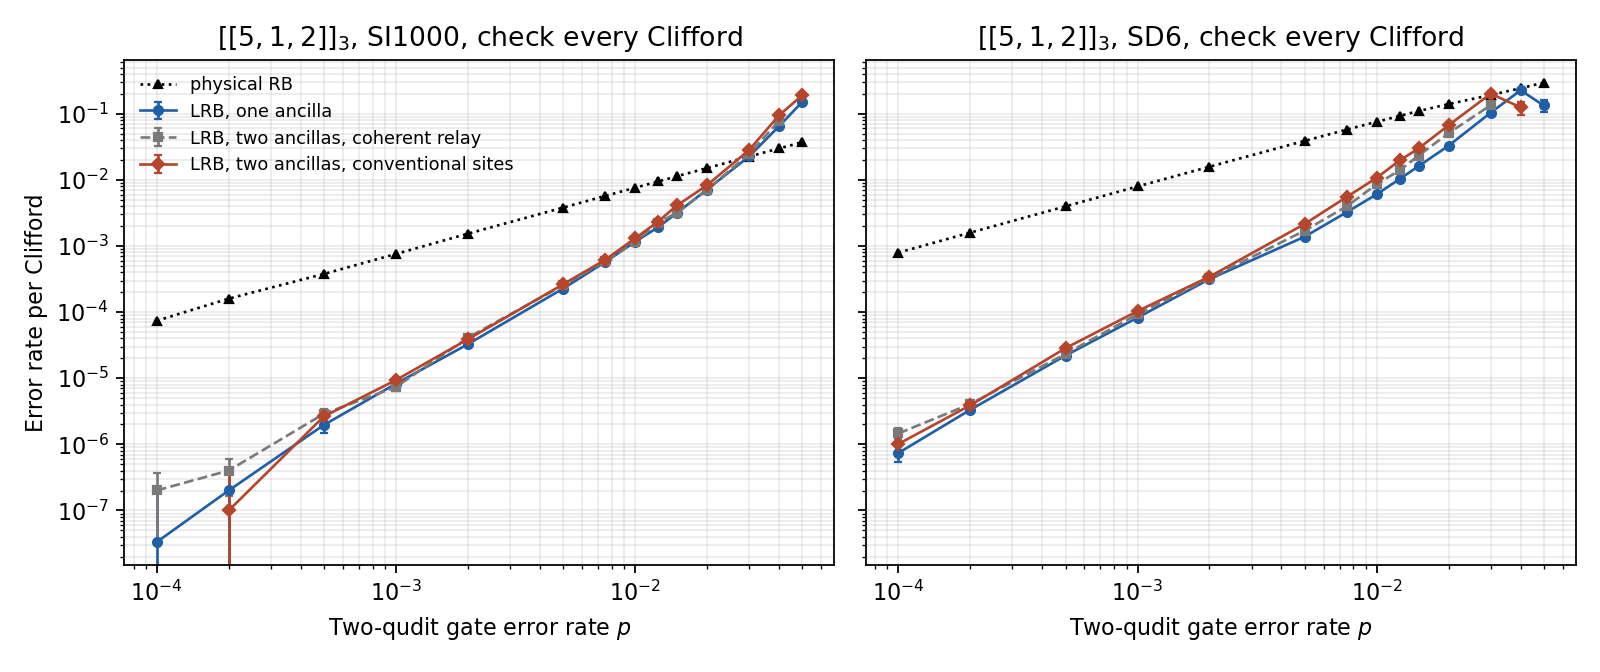 [[5, 1, 2]]₃, SI1000, check every Clifford
physical RB
LRB, one ancilla
LRB, two ancillas, coherent relay
LRB, two ancillas, conventional sites
Error rate per Clifford
10⁻¹
10⁻²
10⁻³
10⁻⁴
10⁻⁵
10⁻⁶
10⁻⁷
10⁻⁴ 10⁻³ 10⁻²
Two-qudit gate error rate p
[[5, 1, 2]]₃, SD6, check every Clifford
10⁻⁴ 10⁻³ 10⁻²
Two-qudit gate error rate p